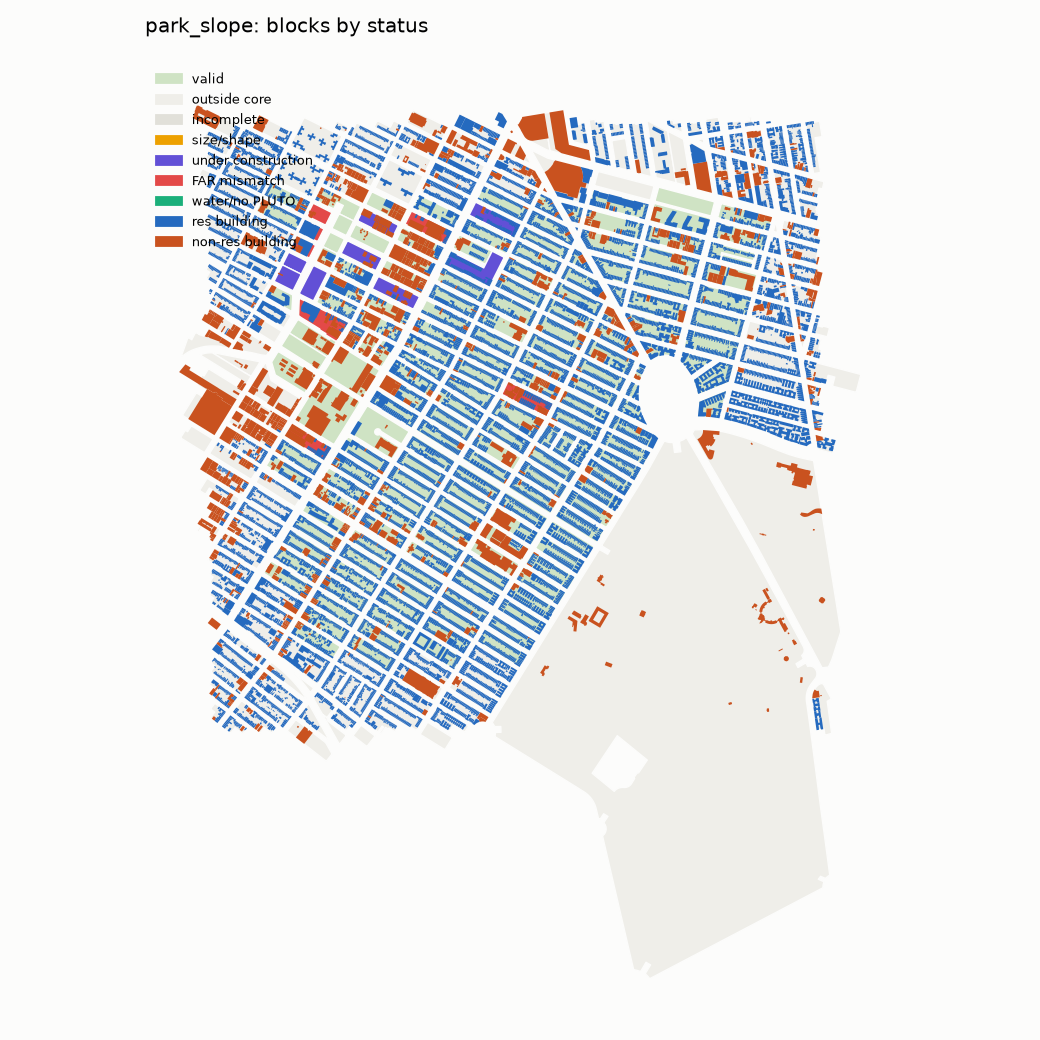 park_slope: blocks by status
valid
outside core
incomplete
size/shape
under construction
FAR mismatch
water/no PLUTO
res building
non-res building